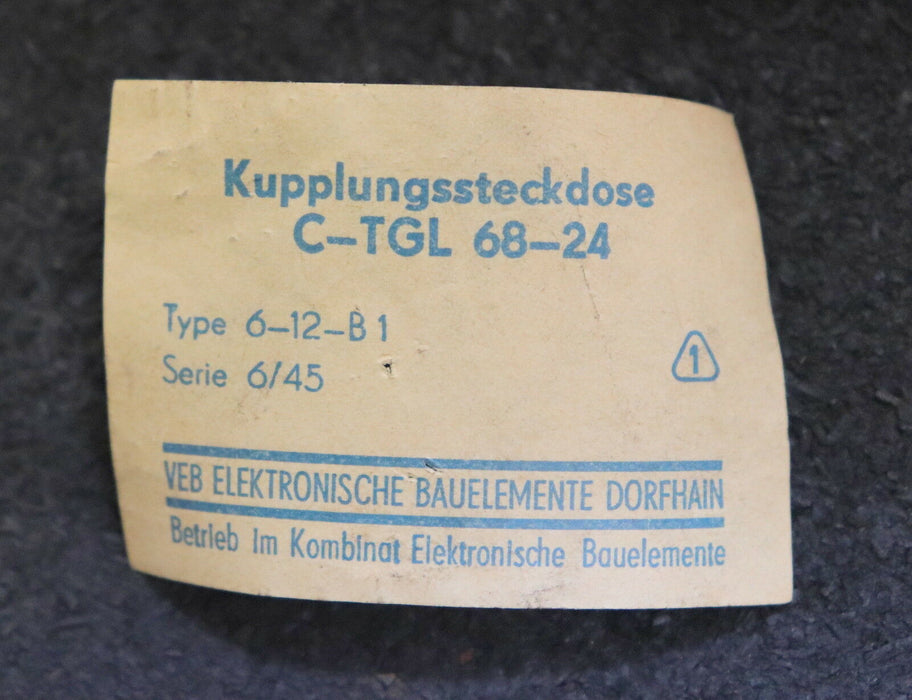 Kupplungssteckdose
C-TGL 68-24
Type 6-12-B 1
Serie 6/45
1
VEB ELEKTRONISCHE BAUELEMENTE DORFHAIN
Betrieb im Kombinat Elektronische Bauelemente